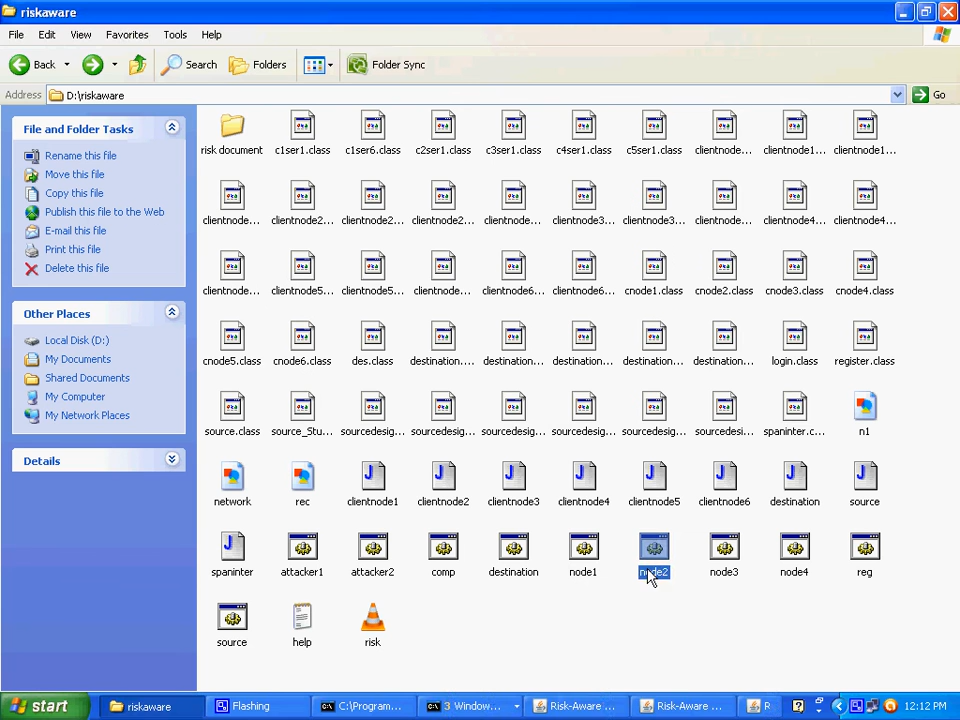 riskaware
File Edit View Favorites Tools Help
Back Search Folders Folder Sync
Address D:\riskaware Go
File and Folder Tasks
Rename this file
Move this file
Copy this file
Publish this file to the Web
E-mail this file
Print this file
Delete this file
Other Places
Local Disk (D:)
My Documents
Shared Documents
My Computer
My Network Places
Details
risk document c1ser1.class c1ser6.class c2ser1.class c3ser1.class c4ser1.class c5ser1.class clientnode... clientnode1... clientnode1...
clientnode... clientnode2... clientnode2... clientnode2... clientnode... clientnode3... clientnode3... clientnode... clientnode4... clientnode4...
clientnode... clientnode5... clientnode5... clientnode... clientnode6... clientnode6... cnode1.class cnode2.class cnode3.class cnode4.class
cnode5.class cnode6.class des.class destination.... destination... destination... destination... destination... login.class register.class
source.class source_Stu... sourcedesig... sourcedesig... sourcedesig... sourcedesig... sourcedesi... spaninter.c... n1
network rec clientnode1 clientnode2 clientnode3 clientnode4 clientnode5 clientnode6 destination source
spaninter attacker1 attacker2 comp destination node1 node2 node3 node4 reg
source help risk
start riskaware Flashing C:\Program... 3 Window... Risk-Aware ... Risk-Aware ... R 12:12 PM